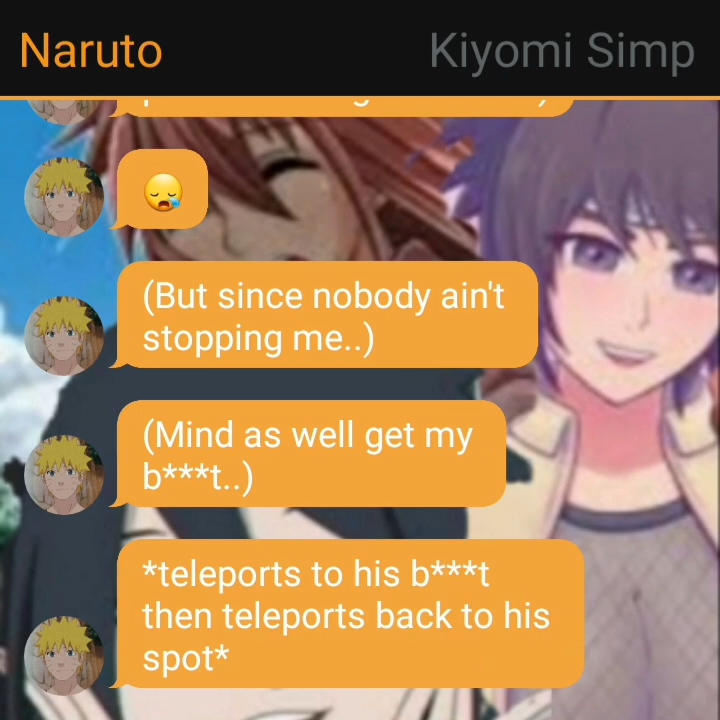 Naruto
Kiyomi Simp
😪
(But since nobody ain't
stopping me..)
(Mind as well get my
b***t..)
*teleports to his b***t
then teleports back to his
spot*